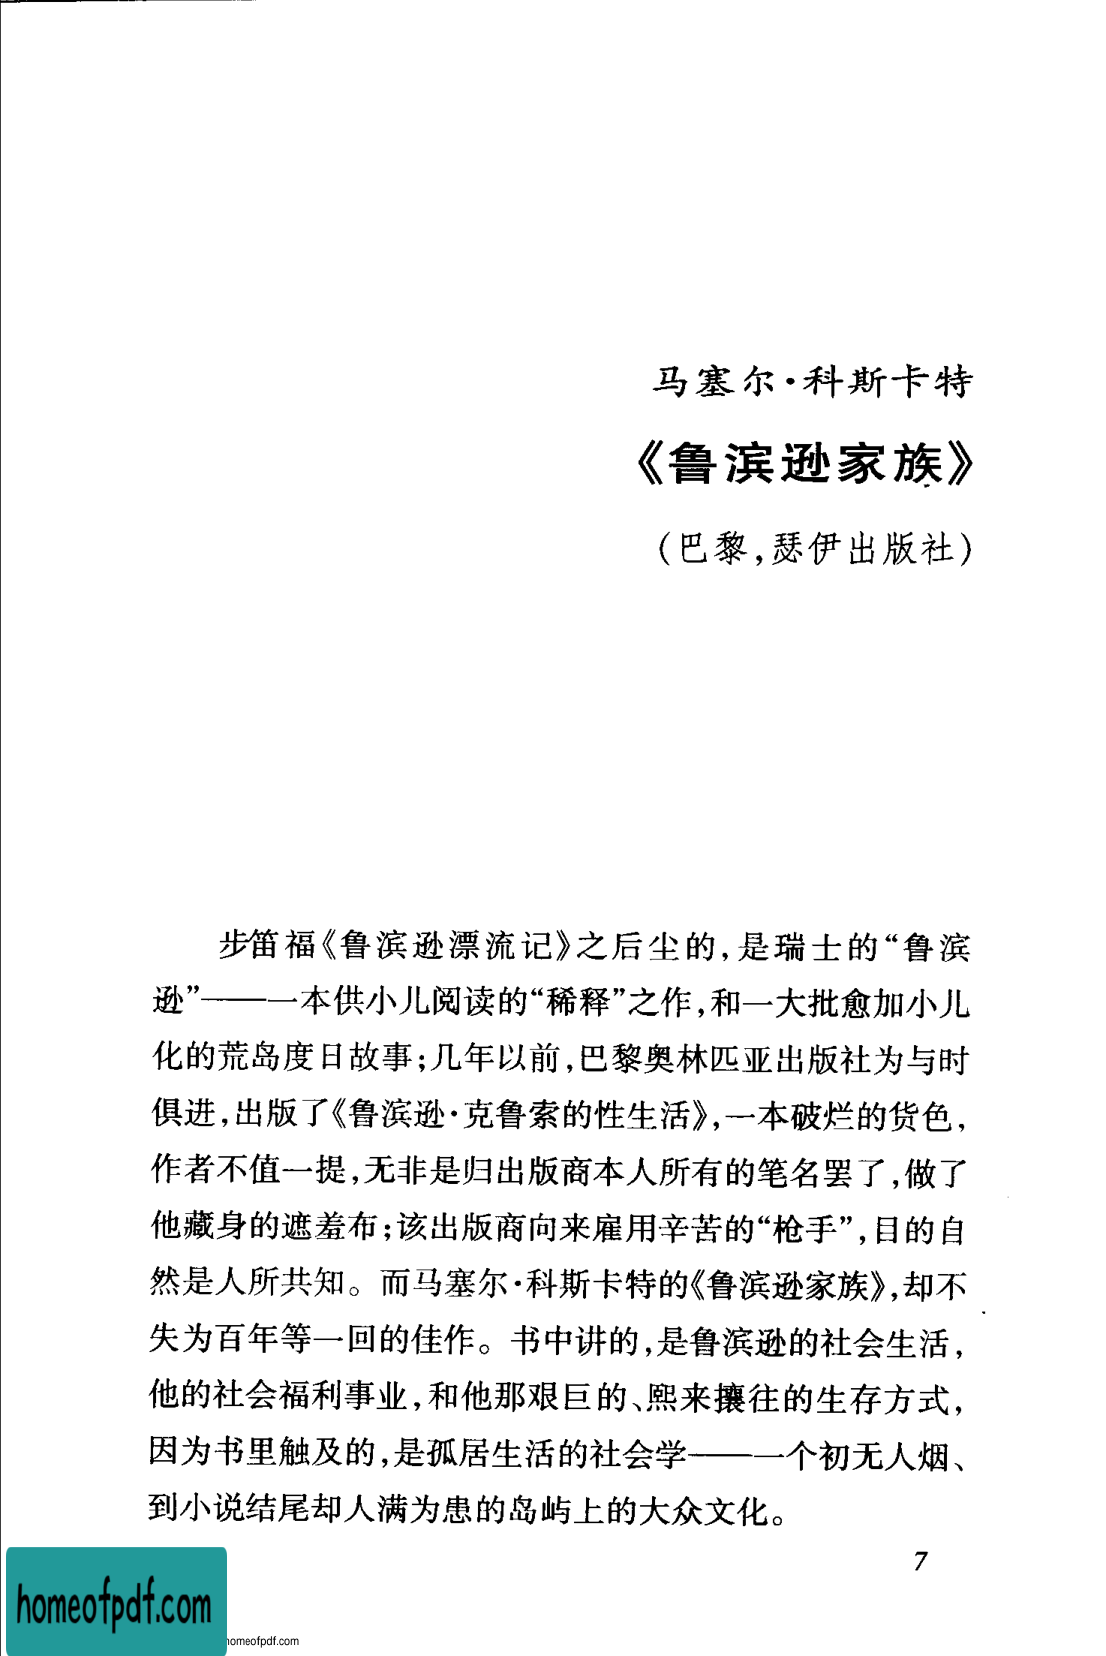 马塞尔·科斯卡特
《鲁滨逊家族》
(巴黎,瑟伊出版社)
步笛福《鲁滨逊漂流记》之后尘的,是瑞士的“鲁滨
逊”——一本供小儿阅读的“稀释”之作,和一大批愈加小儿
化的荒岛度日故事;几年以前,巴黎奥林匹亚出版社为与时
俱进,出版了《鲁滨逊·克鲁索的性生活》,一本破烂的货色,
作者不值一提,无非是归出版商本人所有的笔名罢了,做了
他藏身的遮羞布;该出版商向来雇用辛苦的“枪手”,目的自
然是人所共知。而马塞尔·科斯卡特的《鲁滨逊家族》,却不
失为百年等一回的佳作。书中讲的,是鲁滨逊的社会生活,
他的社会福利事业,和他那艰巨的、熙来攘往的生存方式,
因为书里触及的,是孤居生活的社会学——一个初无人烟、
到小说结尾却人满为患的岛屿上的大众文化。
7
homeofpdf.com
homeofpdf.com